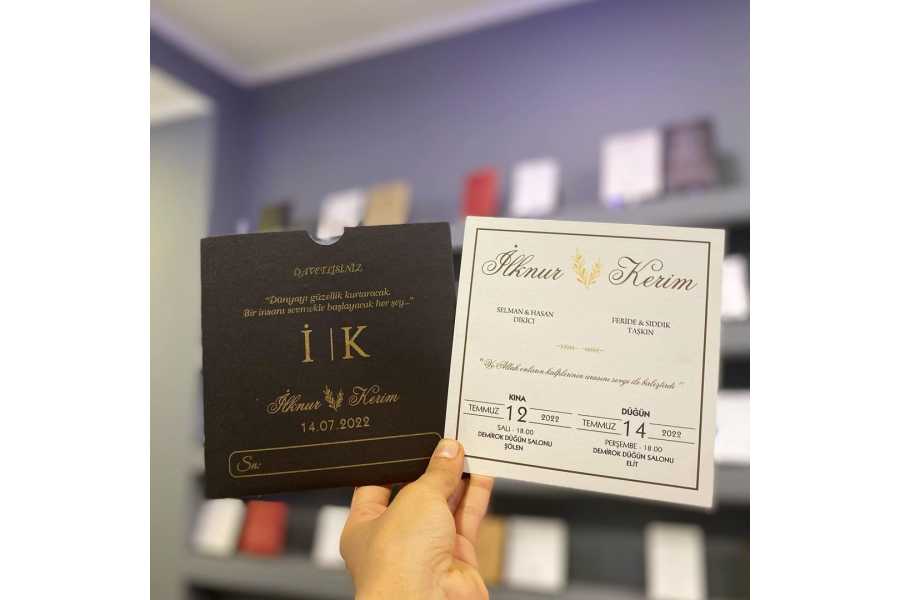 DAVETLİSİNİZ
"Dünyayı güzellik kurtaracak.
Bir insanı sevmekle başlayacak her şey..."
İ | K
İlknur Kerim
14.07.2022
Sn:
İlknur Kerim
SELMAN & HASAN
DİKİCİ
FERİDE & SIDDIK
TAŞKIN
"Ve Allah onların kalplerinin arasını sevgi ile birleştirdi"
KINA
TEMMUZ 12 2022
SALI - 18.00
DEMİROK DÜĞÜN SALONU
ŞÖLEN
DÜĞÜN
TEMMUZ 14 2022
PERŞEMBE - 18.00
DEMİROK DÜĞÜN SALONU
ELİT